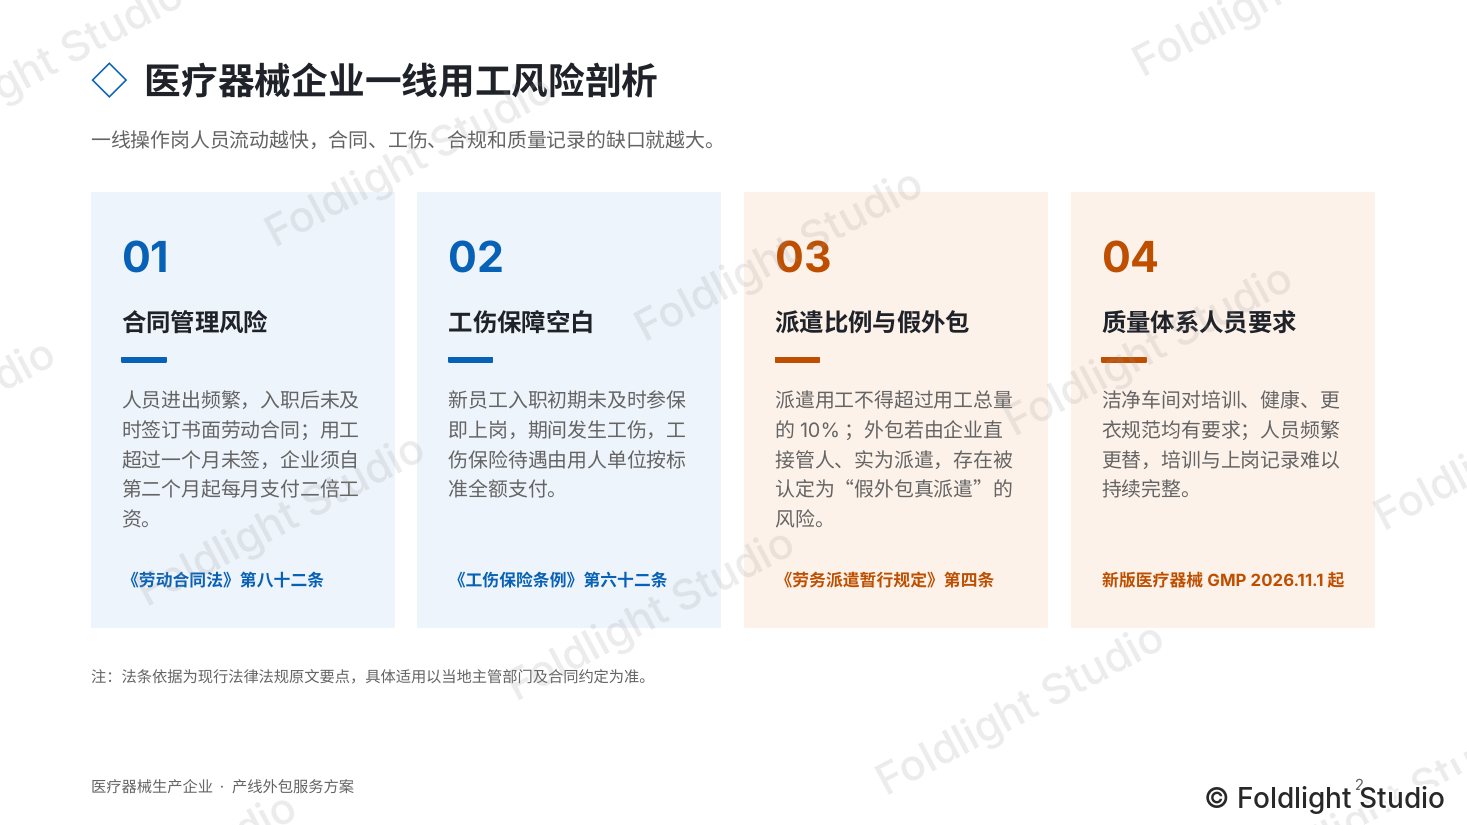 医疗器械企业一线用工风险剖析
一线操作岗人员流动越快，合同、工伤、合规和质量记录的缺口就越大。
01
合同管理风险
人员进出频繁，入职后未及
时签订书面劳动合同；用工
超过一个月未签，企业须自
第二个月起每月支付二倍工
资。
《劳动合同法》第八十二条
02
工伤保障空白
新员工入职初期未及时参保
即上岗，期间发生工伤，工
伤保险待遇由用人单位按标
准全额支付。
《工伤保险条例》第六十二条
03
派遣比例与假外包
派遣用工不得超过用工总量
的 10%；外包若由企业直
接管人、实为派遣，存在被
认定为“假外包真派遣”的
风险。
《劳务派遣暂行规定》第四条
04
质量体系人员要求
洁净车间对培训、健康、更
衣规范均有要求；人员频繁
更替，培训与上岗记录难以
持续完整。
新版医疗器械 GMP 2026.11.1 起
注：法条依据为现行法律法规原文要点，具体适用以当地主管部门及合同约定为准。
医疗器械生产企业 · 产线外包服务方案
2
© Foldlight Studio
Foldlight Studio
Foldlight Studio
Foldlight Studio
Foldlight Studio
Foldlight Studio
Foldlight Studio
Foldlight Studio
Foldlight Studio